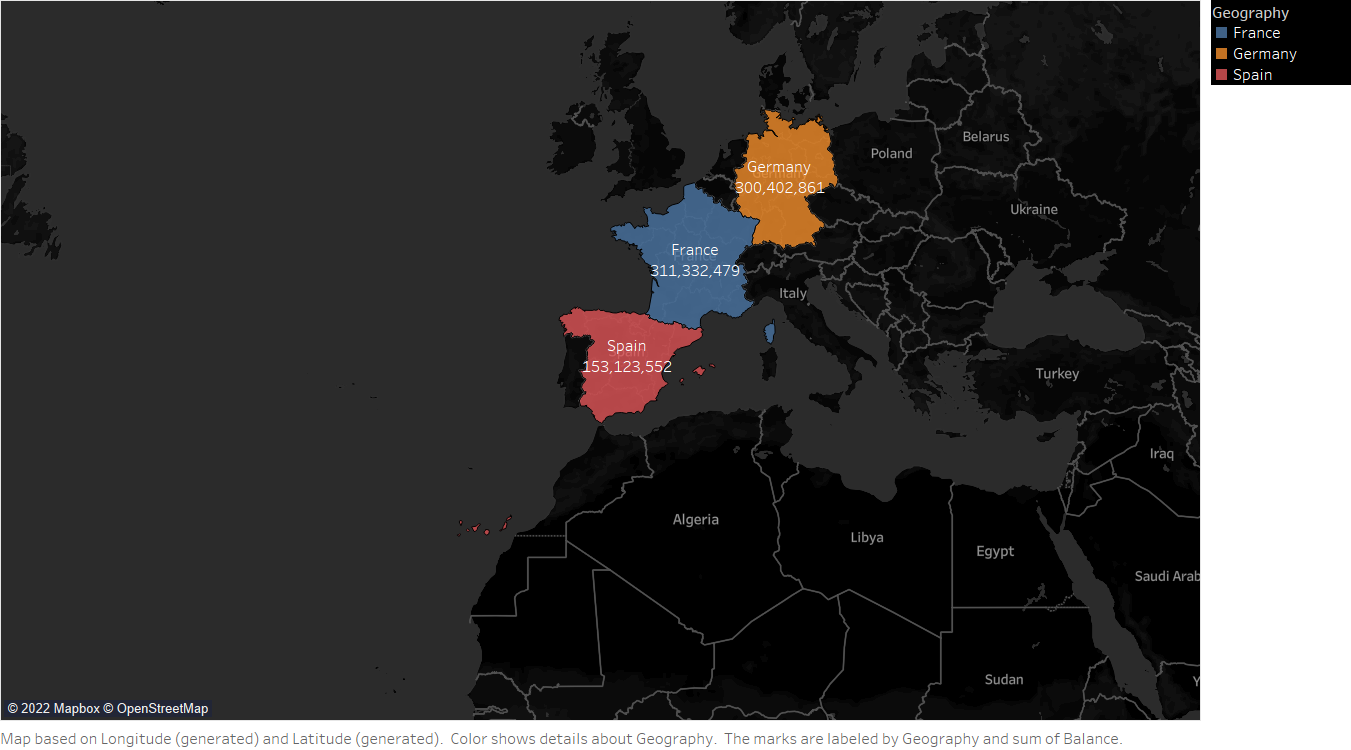 Geography
France
Germany
Spain
Belarus
Poland
Germany
300,402,861
Ukraine
France
311,332,479
Italy
Spain
153,123,552
Turkey
Iraq
Algeria
Libya
Egypt
Saudi Arab
Sudan
Y
© 2022 Mapbox © OpenStreetMap
Map based on Longitude (generated) and Latitude (generated).  Color shows details about Geography.  The marks are labeled by Geography and sum of Balance.